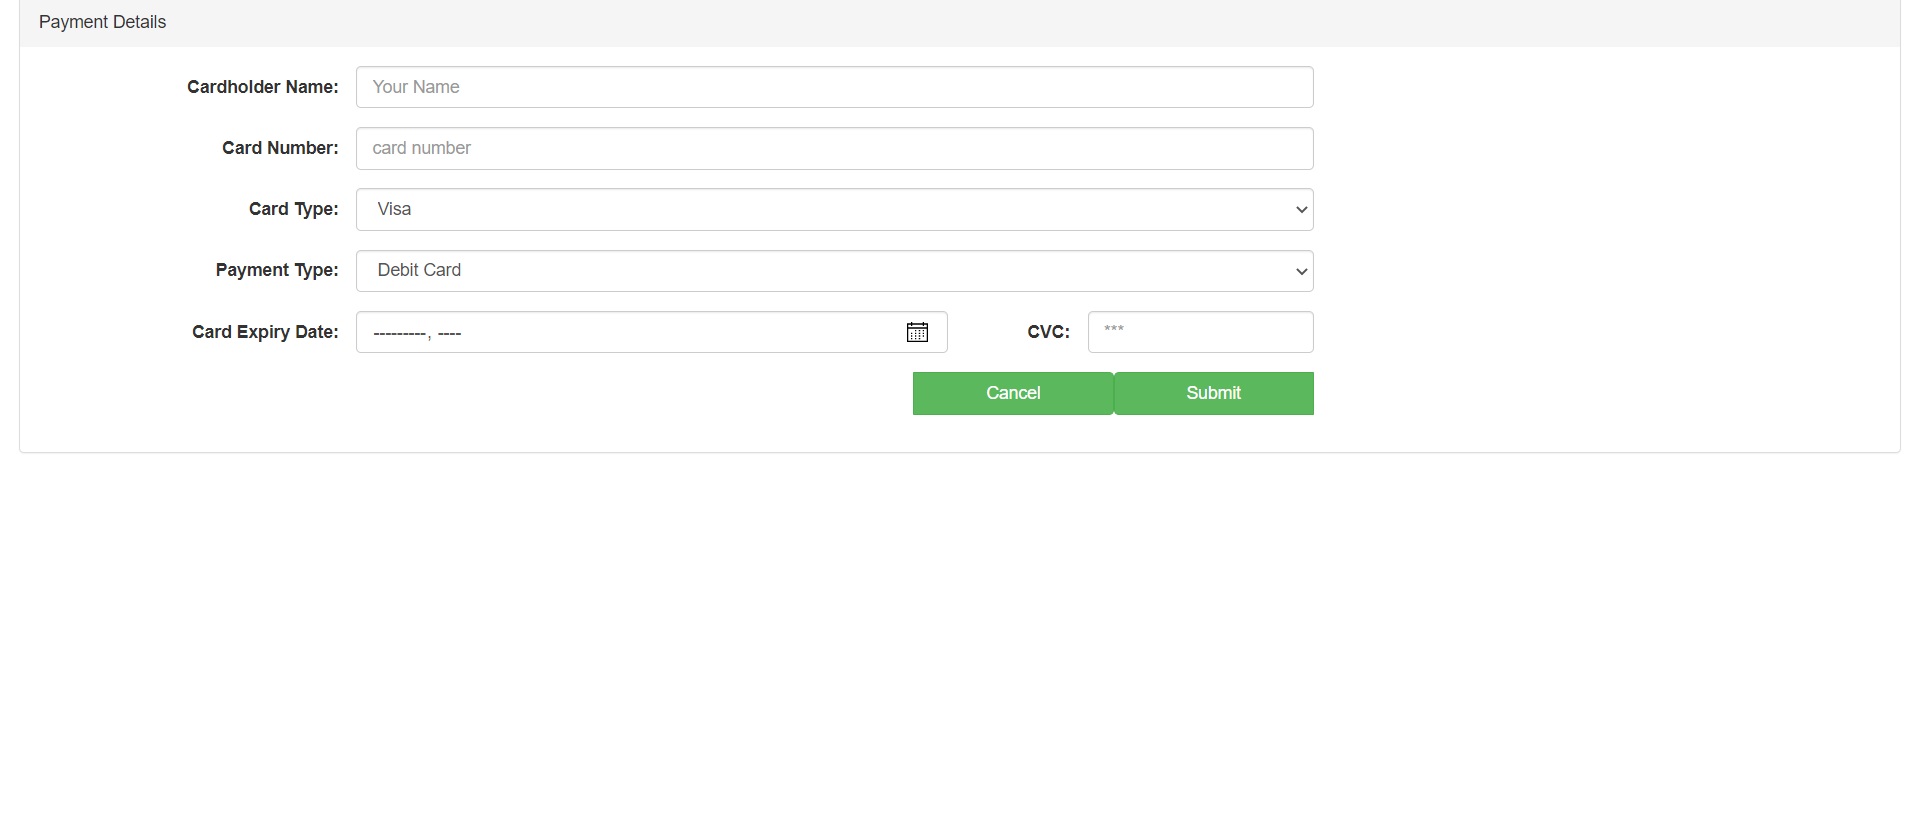 Payment Details
Cardholder Name: Your Name
Card Number: card number
Card Type: Visa
Payment Type: Debit Card
Card Expiry Date: ---------, ---- CVC: ***
Cancel Submit